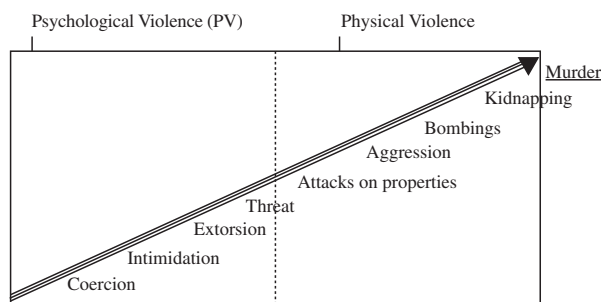 Psychological Violence (PV)
Physical Violence
Murder
Kidnapping
Bombings
Aggression
Attacks on properties
Threat
Extorsion
Intimidation
Coercion